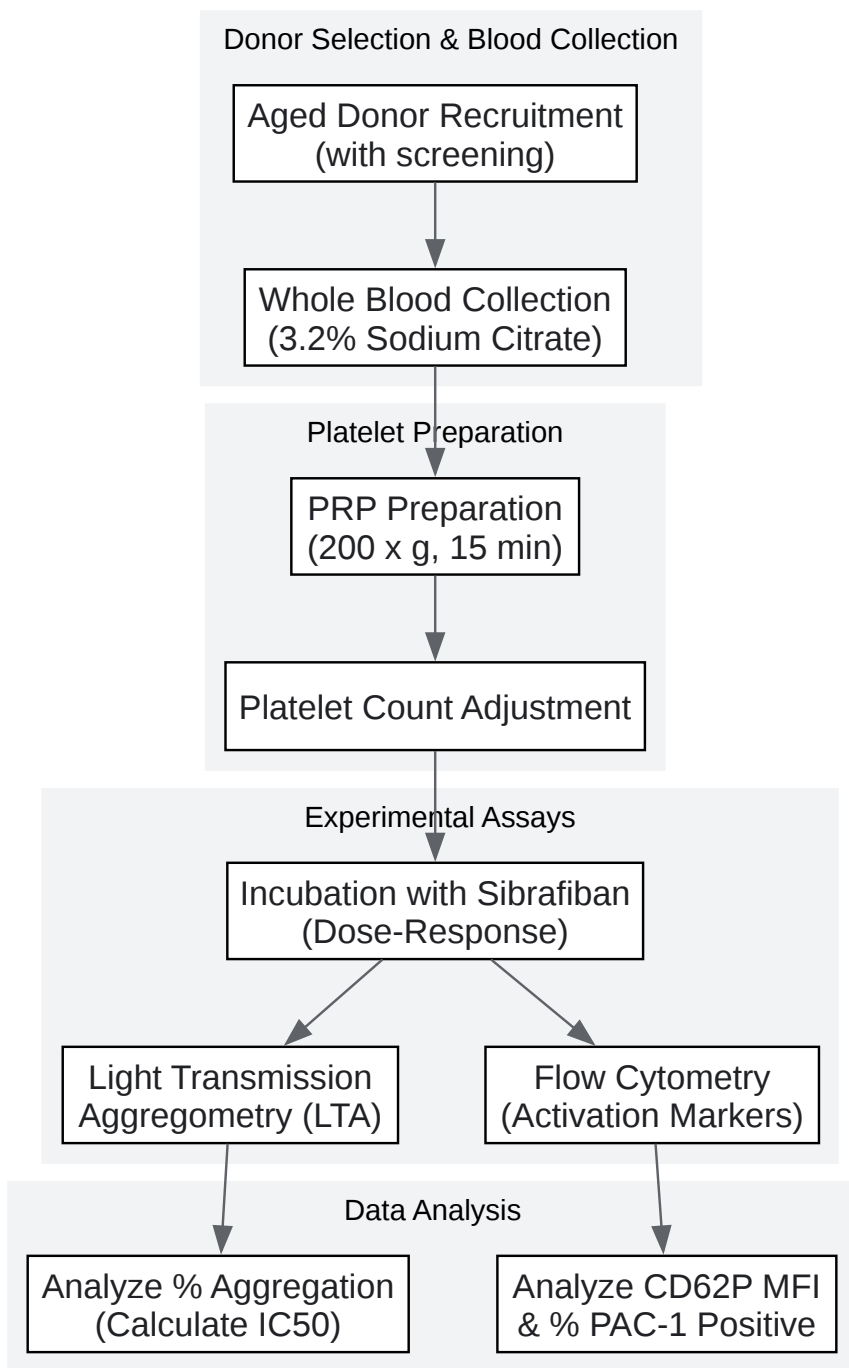 Donor Selection & Blood Collection
Aged Donor Recruitment
(with screening)
Whole Blood Collection
(3.2% Sodium Citrate)
Platelet Preparation
PRP Preparation
(200 x g, 15 min)
Platelet Count Adjustment
Experimental Assays
Incubation with Sibrafiban
(Dose-Response)
Light Transmission
Aggregometry (LTA)
Flow Cytometry
(Activation Markers)
Data Analysis
Analyze % Aggregation
(Calculate IC50)
Analyze CD62P MFI
& % PAC-1 Positive